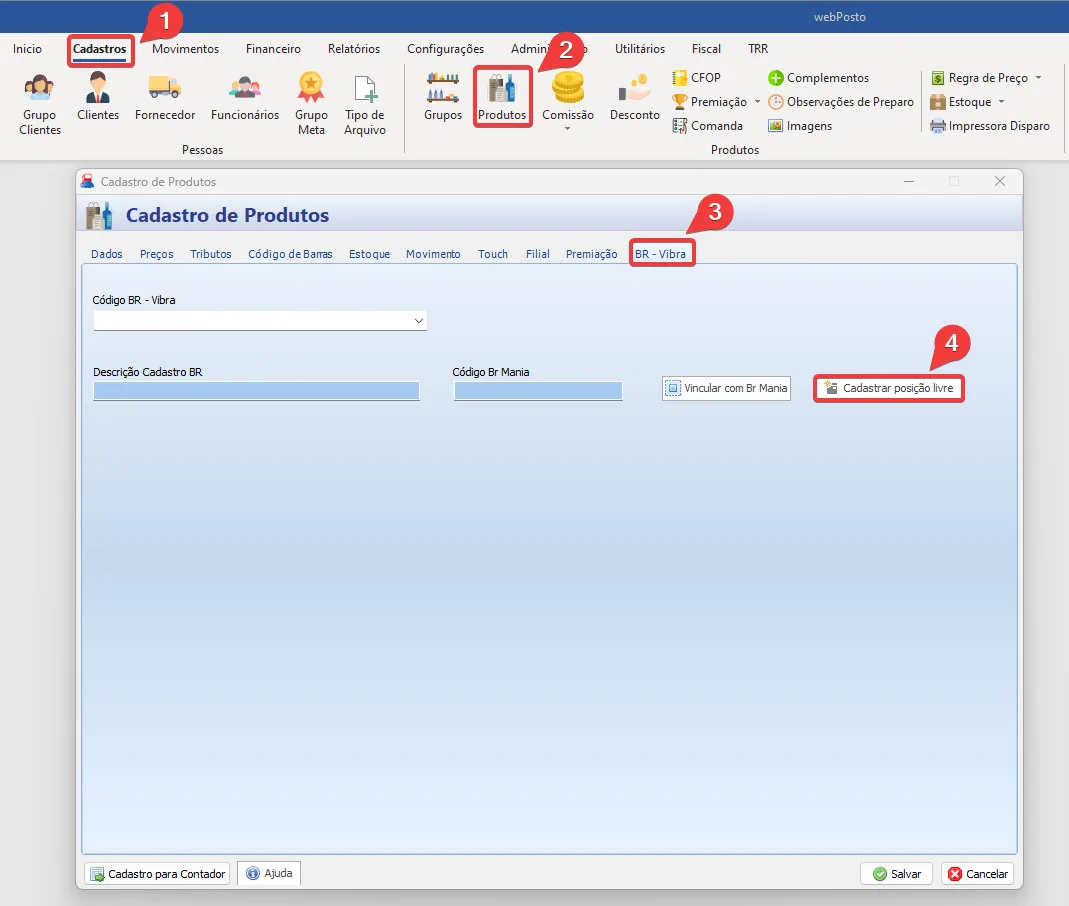 webPosto
1
Inicio
Cadastros
Movimentos
Financeiro
Relatórios
Configurações
Admini
2
o
Utilitários
Fiscal
TRR
Grupo
Clientes
Clientes
Fornecedor
Funcionários
Grupo
Meta
Tipo de
Arquivo
Grupos
Produtos
Comissão
Desconto
CFOP
Premiação
Comanda
Complementos
Observações de Preparo
Imagens
Regra de Preço
Estoque
Impressora Disparo
Pessoas
Produtos
Cadastro de Produtos
Cadastro de Produtos
3
Dados
Preços
Tributos
Código de Barras
Estoque
Movimento
Touch
Filial
Premiação
BR - Vibra
Código BR - Vibra
4
Descrição Cadastro BR
Código Br Mania
Vincular com Br Mania
Cadastrar posição livre
Cadastro para Contador
Ajuda
Salvar
Cancelar